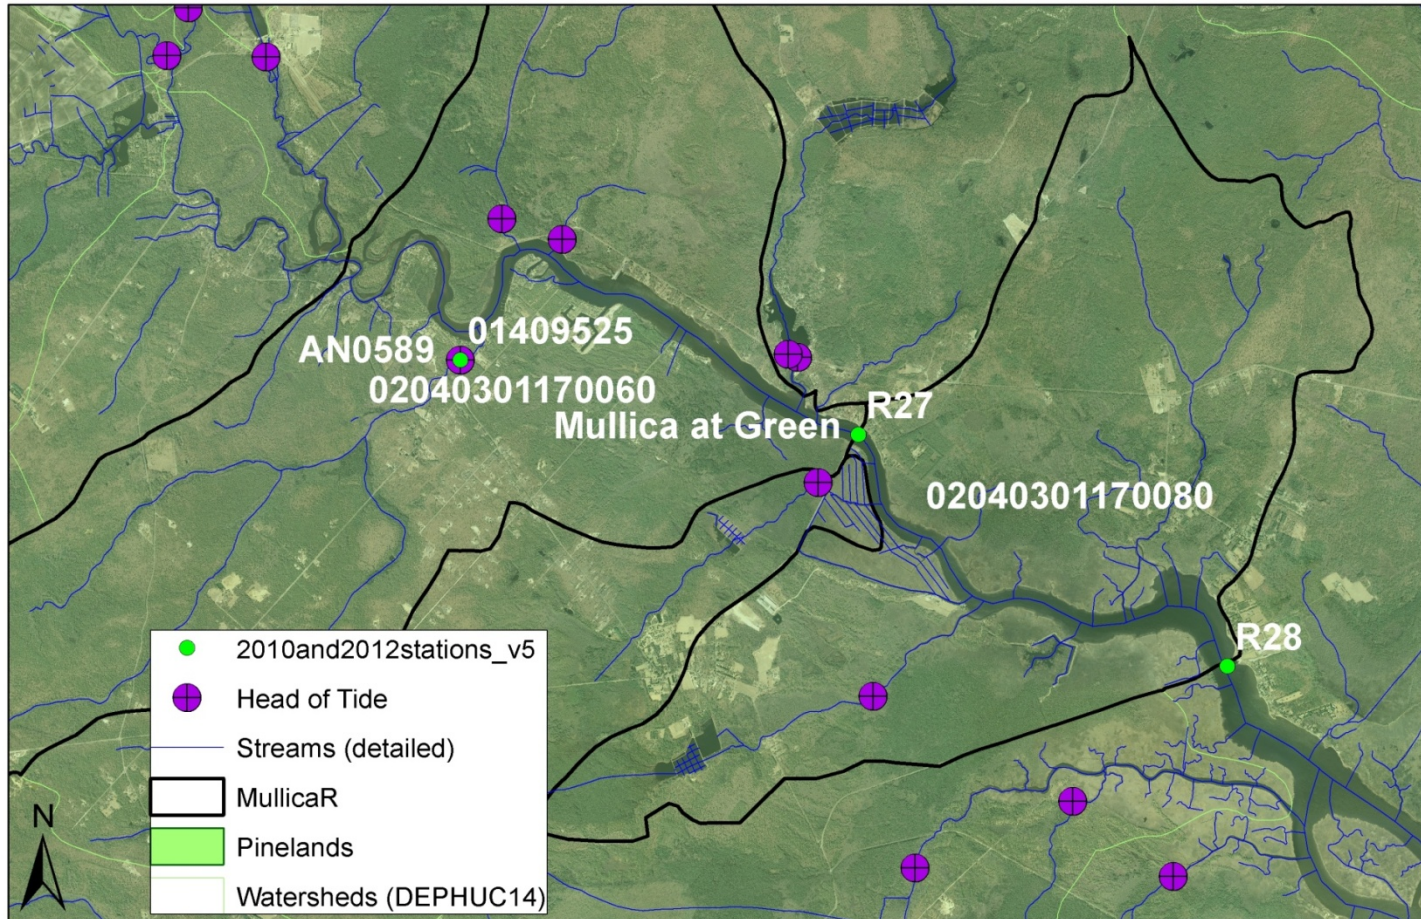 01409525
AN0589
02040301170060
R27
Mullica at Green
02040301170080
R28
2010and2012stations_v5
Head of Tide
Streams (detailed)
MullicaR
Pinelands
Watersheds (DEPHUC14)
N